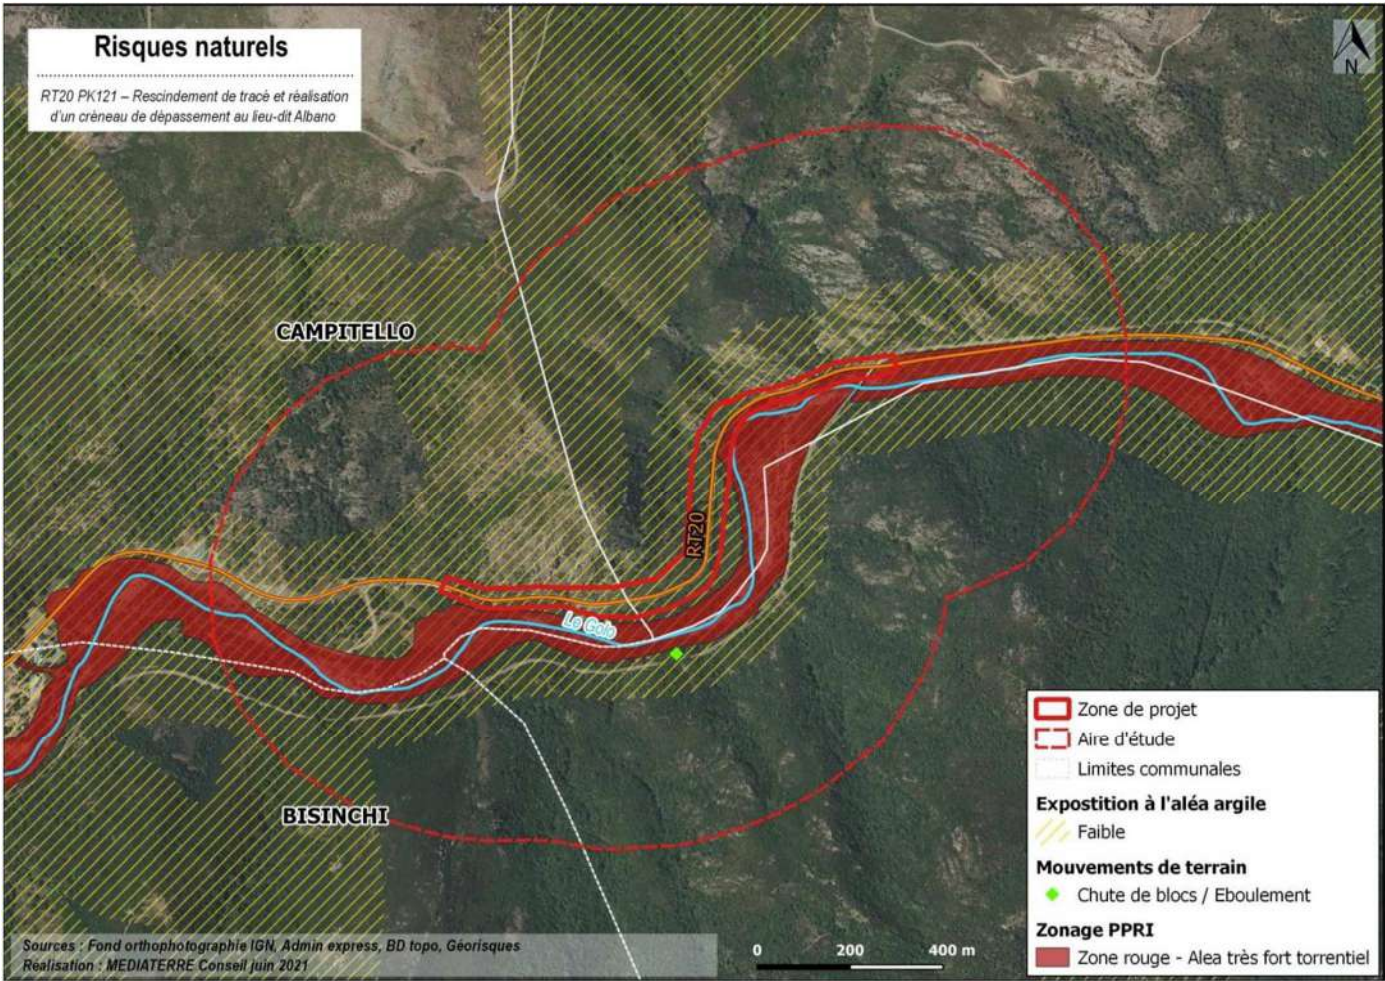 Risques naturels
RT20 PK121 – Rescindement de tracé et réalisation
d'un créneau de dépassement au lieu-dit Albano
N
CAMPITELLO
RT20
Le Golo
BISINCHI
Zone de projet
Aire d'étude
Limites communales
Expostition à l'aléa argile
Faible
Mouvements de terrain
Chute de blocs / Eboulement
Zonage PPRI
Zone rouge - Alea très fort torrentiel
Sources : Fond orthophotographie IGN, Admin express, BD topo, Géorisques
Réalisation : MEDIATERRE Conseil juin 2021
0 200 400 m